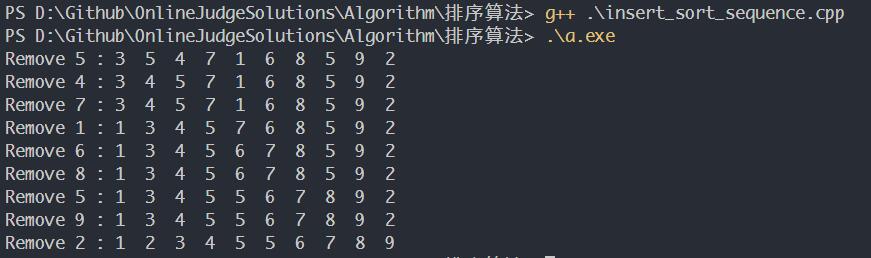 PS D:\Github\OnlineJudgeSolutions\Algorithm\排序算法> g++ .\insert_sort_sequence.cpp
PS D:\Github\OnlineJudgeSolutions\Algorithm\排序算法> .\a.exe
Remove 5 : 3 5 4 7 1 6 8 5 9 2
Remove 4 : 3 4 5 7 1 6 8 5 9 2
Remove 7 : 3 4 5 7 1 6 8 5 9 2
Remove 1 : 1 3 4 5 7 6 8 5 9 2
Remove 6 : 1 3 4 5 6 7 8 5 9 2
Remove 8 : 1 3 4 5 6 7 8 5 9 2
Remove 5 : 1 3 4 5 5 6 7 8 9 2
Remove 9 : 1 3 4 5 5 6 7 8 9 2
Remove 2 : 1 2 3 4 5 5 6 7 8 9